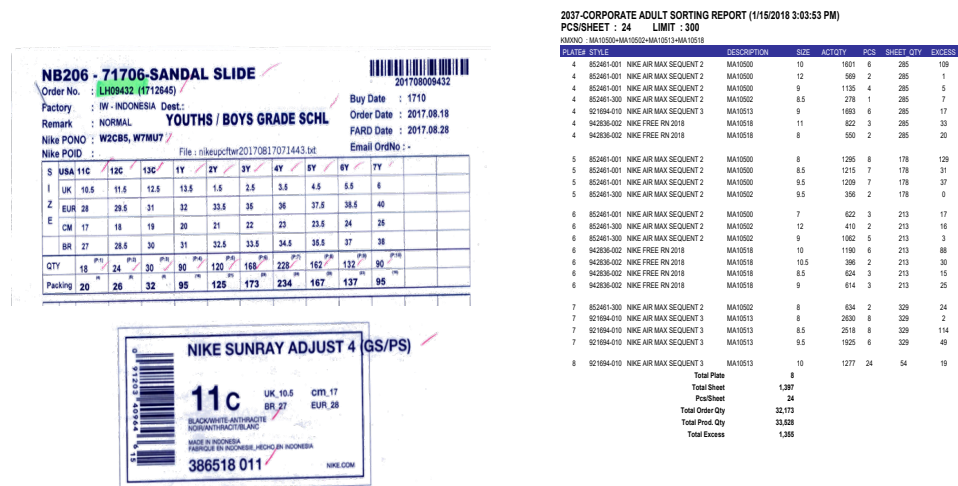 NB206 - 71706-SANDAL SLIDE
201708009432
Order No. : LH09432 (1712645)
Factory : IW - INDONESIA Dest.:
Buy Date : 1710
Remark : NORMAL YOUTHS / BOYS GRADE SCHL
Order Date : 2017.08.18
Nike PONO : W2CB5, W7MU7
FARD Date : 2017.08.28
Nike POID :
File : nikeupcftwr20170817071443.txt
Email OrdNo : -
SIZE
USA 11C 12C 13C 1Y 2Y 3Y 4Y 5Y 6Y 7Y
UK 10.5 11.5 12.5 13.5 1.5 2.5 3.5 4.5 5.5 6
EUR 28 29.5 31 32 33.5 35 36 37.5 38.5 40
CM 17 18 19 20 21 22 23 23.5 24 25
BR 27 28.5 30 31 32.5 33.5 34.5 35.5 37 38
(P:1) (P:2) (P:3) (P:4) (P:5) (P:6) (P:7) (P:8) (P:9) (P:10)
QTY 18 24 30 90 120 168 228 162 132 90
Packing 20 26 32 95 125 173 234 167 137 95
NIKE SUNRAY ADJUST 4 (GS/PS)
11C
UK_10.5 cm_17
BR_27 EUR_28
BLACK/WHITE-ANTHRACITE
NOIR/ANTHRACIT/BLANC
MADE IN INDONESIA
FABRIQUE EN INDONESIE_HECHO EN INDONESIA
386518 011
NIKE.COM
0 91203 40964 6 15
2037-CORPORATE ADULT SORTING REPORT (1/15/2018 3:03:53 PM)
PCS/SHEET : 24 LIMIT : 300
KMXNO : MA10500+MA10502+MA10513+MA10518
PLATE# STYLE DESCRIPTION SIZE ACTQTY PCS SHEET_QTY EXCESS
4 852461-001 NIKE AIR MAX SEQUENT 2 MA10500 10 1601 6 285 109
4 852461-001 NIKE AIR MAX SEQUENT 2 MA10500 12 569 2 285 1
4 852461-001 NIKE AIR MAX SEQUENT 2 MA10500 9 1135 4 285 5
4 852461-300 NIKE AIR MAX SEQUENT 2 MA10502 8.5 278 1 285 7
4 921694-010 NIKE AIR MAX SEQUENT 3 MA10513 9 1693 6 285 17
4 942836-002 NIKE FREE RN 2018 MA10518 11 822 3 285 33
4 942836-002 NIKE FREE RN 2018 MA10518 8 550 2 285 20
5 852461-001 NIKE AIR MAX SEQUENT 2 MA10500 8 1295 8 178 129
5 852461-001 NIKE AIR MAX SEQUENT 2 MA10500 8.5 1215 7 178 31
5 852461-001 NIKE AIR MAX SEQUENT 2 MA10500 9.5 1209 7 178 37
5 852461-300 NIKE AIR MAX SEQUENT 2 MA10502 9.5 356 2 178 0
6 852461-001 NIKE AIR MAX SEQUENT 2 MA10500 7 622 3 213 17
6 852461-300 NIKE AIR MAX SEQUENT 2 MA10502 12 410 2 213 16
6 852461-300 NIKE AIR MAX SEQUENT 2 MA10502 9 1062 5 213 3
6 942836-002 NIKE FREE RN 2018 MA10518 10 1190 6 213 88
6 942836-002 NIKE FREE RN 2018 MA10518 10.5 396 2 213 30
6 942836-002 NIKE FREE RN 2018 MA10518 8.5 624 3 213 15
6 942836-002 NIKE FREE RN 2018 MA10518 9 614 3 213 25
7 852461-300 NIKE AIR MAX SEQUENT 2 MA10502 8 634 2 329 24
7 921694-010 NIKE AIR MAX SEQUENT 3 MA10513 8 2630 8 329 2
7 921694-010 NIKE AIR MAX SEQUENT 3 MA10513 8.5 2518 8 329 114
7 921694-010 NIKE AIR MAX SEQUENT 3 MA10513 9.5 1925 6 329 49
8 921694-010 NIKE AIR MAX SEQUENT 3 MA10513 10 1277 24 54 19
Total Plate 8
Total Sheet 1,397
Pcs/Sheet 24
Total Order Qty 32,173
Total Prod. Qty 33,528
Total Excess 1,355